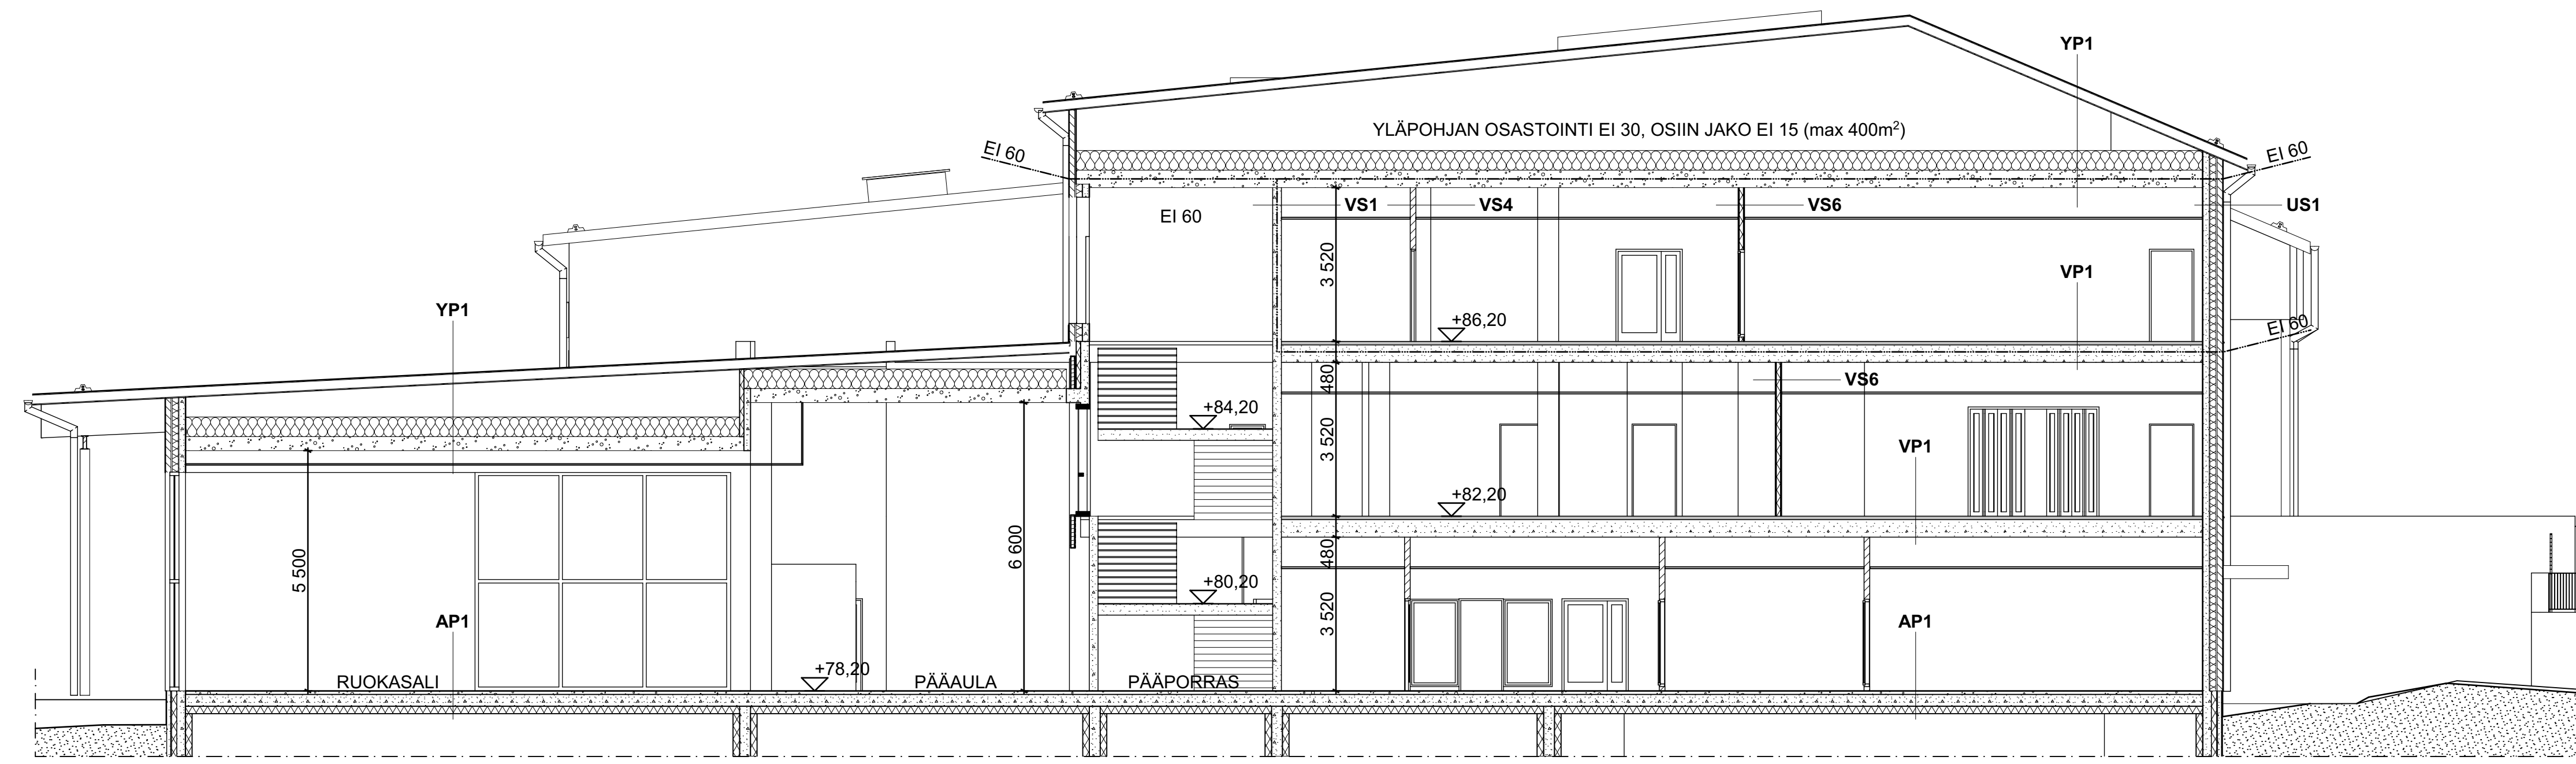 YP1
YLÄPOHJAN OSASTOINTI EI 30, OSIIN JAKO EI 15 (max 400m²)
EI 60
EI 60
EI 60
VS1
VS4
VS6
US1
3 520
VP1
YP1
+86,20
EI 60
480
VS6
+84,20
3 520
VP1
+82,20
5 500
6 600
480
+80,20
3 520
AP1
AP1
+78,20
RUOKASALI
PÄÄAULA
PÄÄPORRAS